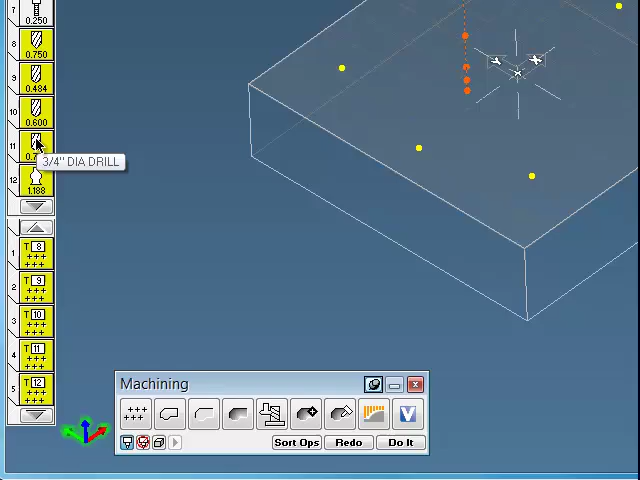 7
0.250
8
0.750
9
0.484
10
0.600
11
3/4" DIA DRILL
12
1.188
1
T 8
2
T 9
3
T 10
4
T 11
5
T 12
Machining
Sort Ops
Redo
Do It